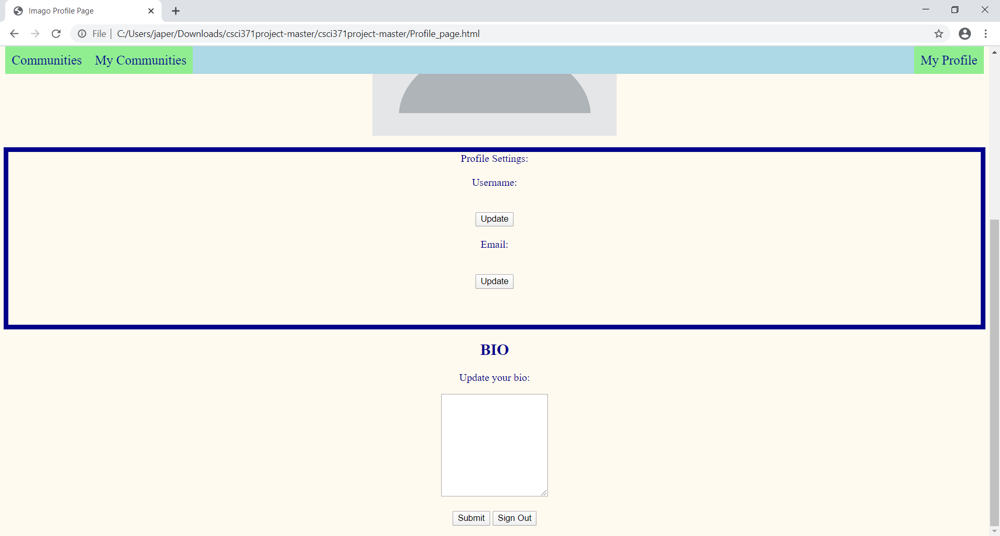 Imago Profile Page
File | C:/Users/japer/Downloads/csci371project-master/csci371project-master/Profile_page.html
Communities My Communities My Profile
Profile Settings:
Username:
Update
Email:
Update
BIO
Update your bio:
Submit Sign Out